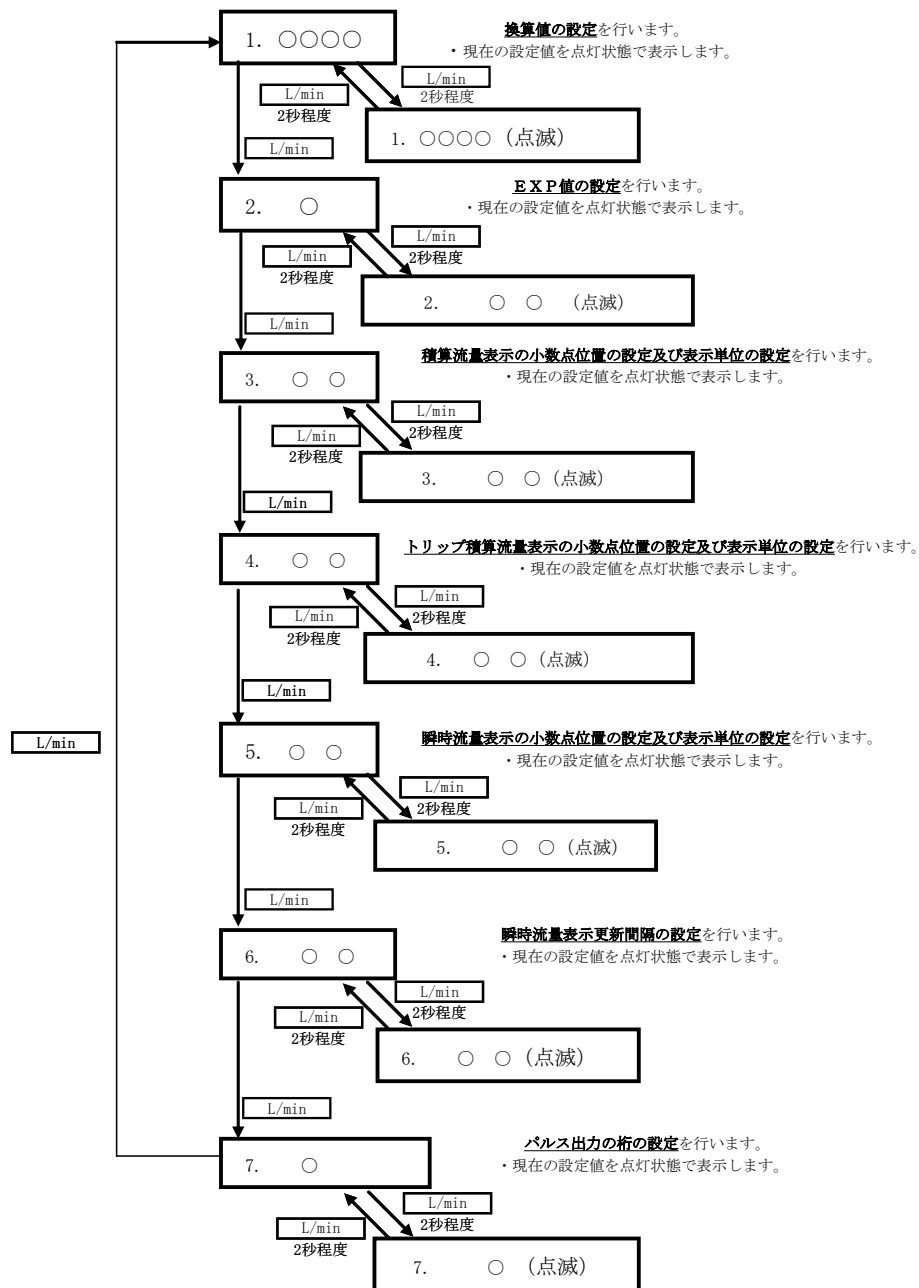 1. ○○○○
換算値の設定を行います。
・現在の設定値を点灯状態で表示します。
L/min
2秒程度
L/min
2秒程度
1. ○○○○ (点滅)
L/min
2. ○
EXP値の設定を行います。
・現在の設定値を点灯状態で表示します。
L/min
2秒程度
L/min
2秒程度
2. ○ ○ (点滅)
L/min
3. ○ ○
積算流量表示の小数点位置の設定及び表示単位の設定を行います。
・現在の設定値を点灯状態で表示します。
L/min
2秒程度
L/min
2秒程度
3. ○ ○ (点滅)
L/min
4. ○ ○
トリップ積算流量表示の小数点位置の設定及び表示単位の設定を行います。
・現在の設定値を点灯状態で表示します。
L/min
2秒程度
L/min
2秒程度
4. ○ ○ (点滅)
L/min
L/min
5. ○ ○
瞬時流量表示の小数点位置の設定及び表示単位の設定を行います。
・現在の設定値を点灯状態で表示します。
L/min
2秒程度
L/min
2秒程度
5. ○ ○ (点滅)
L/min
6. ○ ○
瞬時流量表示更新間隔の設定を行います。
・現在の設定値を点灯状態で表示します。
L/min
2秒程度
L/min
2秒程度
6. ○ ○ (点滅)
L/min
7. ○
パルス出力の桁の設定を行います。
・現在の設定値を点灯状態で表示します。
L/min
2秒程度
L/min
2秒程度
7. ○ (点滅)